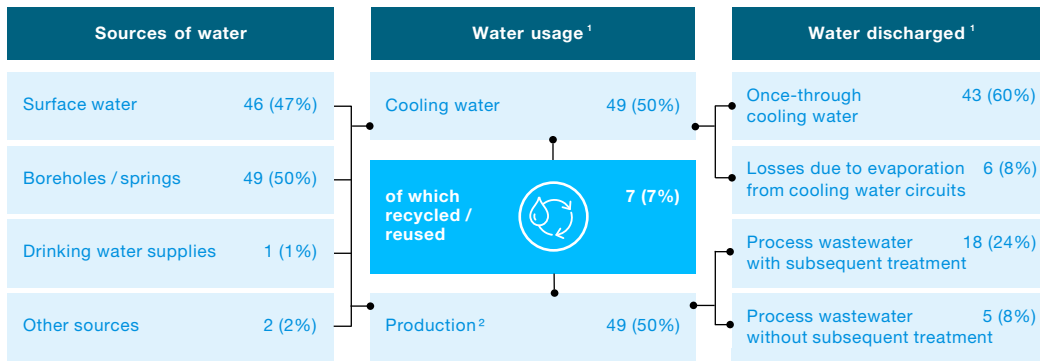 Sources of water
Surface water 46 (47%)
Boreholes / springs 49 (50%)
Drinking water supplies 1 (1%)
Other sources 2 (2%)
Water usage ¹
Cooling water 49 (50%)
of which
recycled /
reused
7 (7%)
Production ² 49 (50%)
Water discharged ¹
Once-through 43 (60%)
cooling water
Losses due to evaporation 6 (8%)
from cooling water circuits
Process wastewater 18 (24%)
with subsequent treatment
Process wastewater 5 (8%)
without subsequent treatment